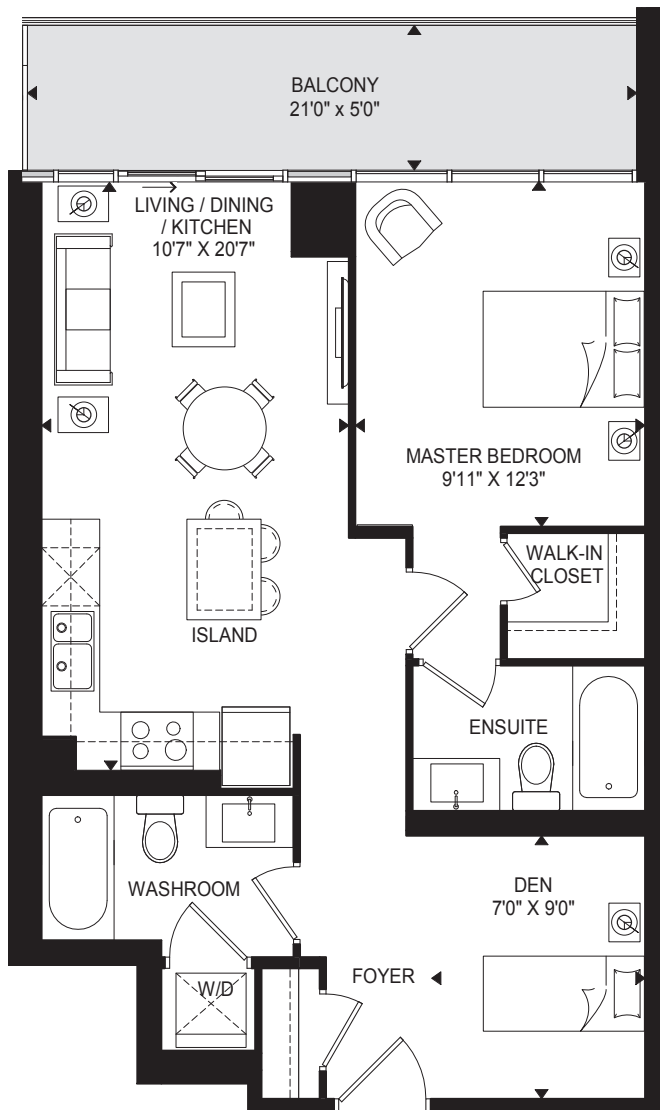 BALCONY
21'0" x 5'0"
LIVING / DINING
/ KITCHEN
10'7" X 20'7"
MASTER BEDROOM
9'11" X 12'3"
WALK-IN
CLOSET
ISLAND
ENSUITE
WASHROOM
DEN
7'0" X 9'0"
FOYER
W/D